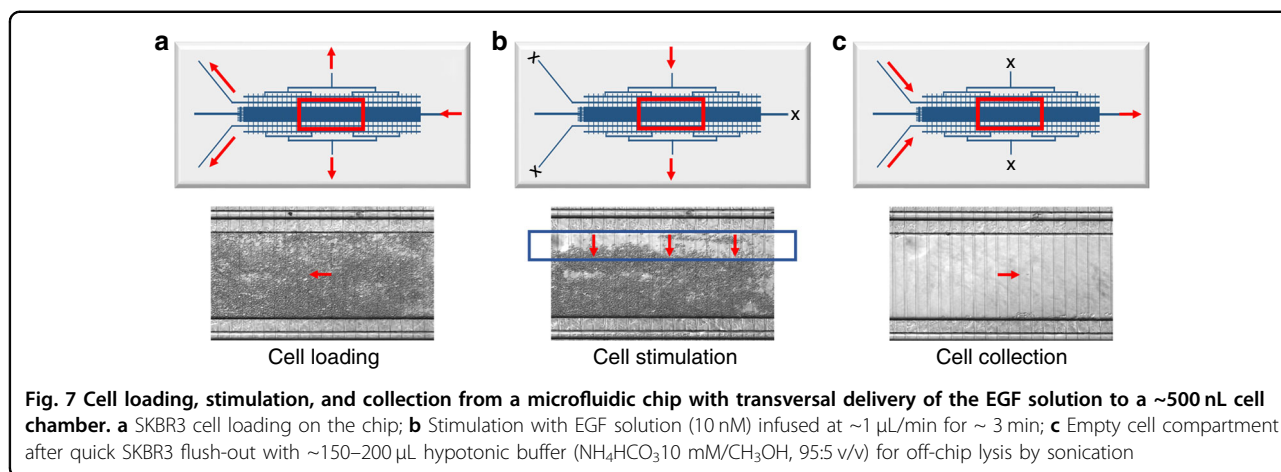 a
b
c
x
x
x
x
x
Cell loading
Cell stimulation
Cell collection
Fig. 7 Cell loading, stimulation, and collection from a microfluidic chip with transversal delivery of the EGF solution to a ~500 nL cell
chamber. a SKBR3 cell loading on the chip; b Stimulation with EGF solution (10 nM) infused at ~1 μL/min for ~ 3 min; c Empty cell compartment
after quick SKBR3 flush-out with ~150–200 μL hypotonic buffer (NH₄HCO₃10 mM/CH₃OH, 95:5 v/v) for off-chip lysis by sonication